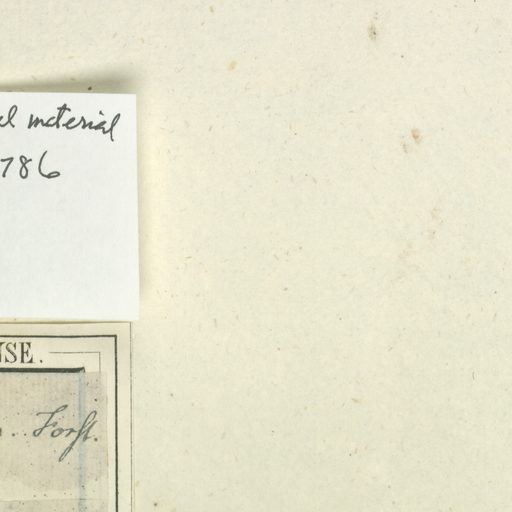 material
786
NSE.
Forst.